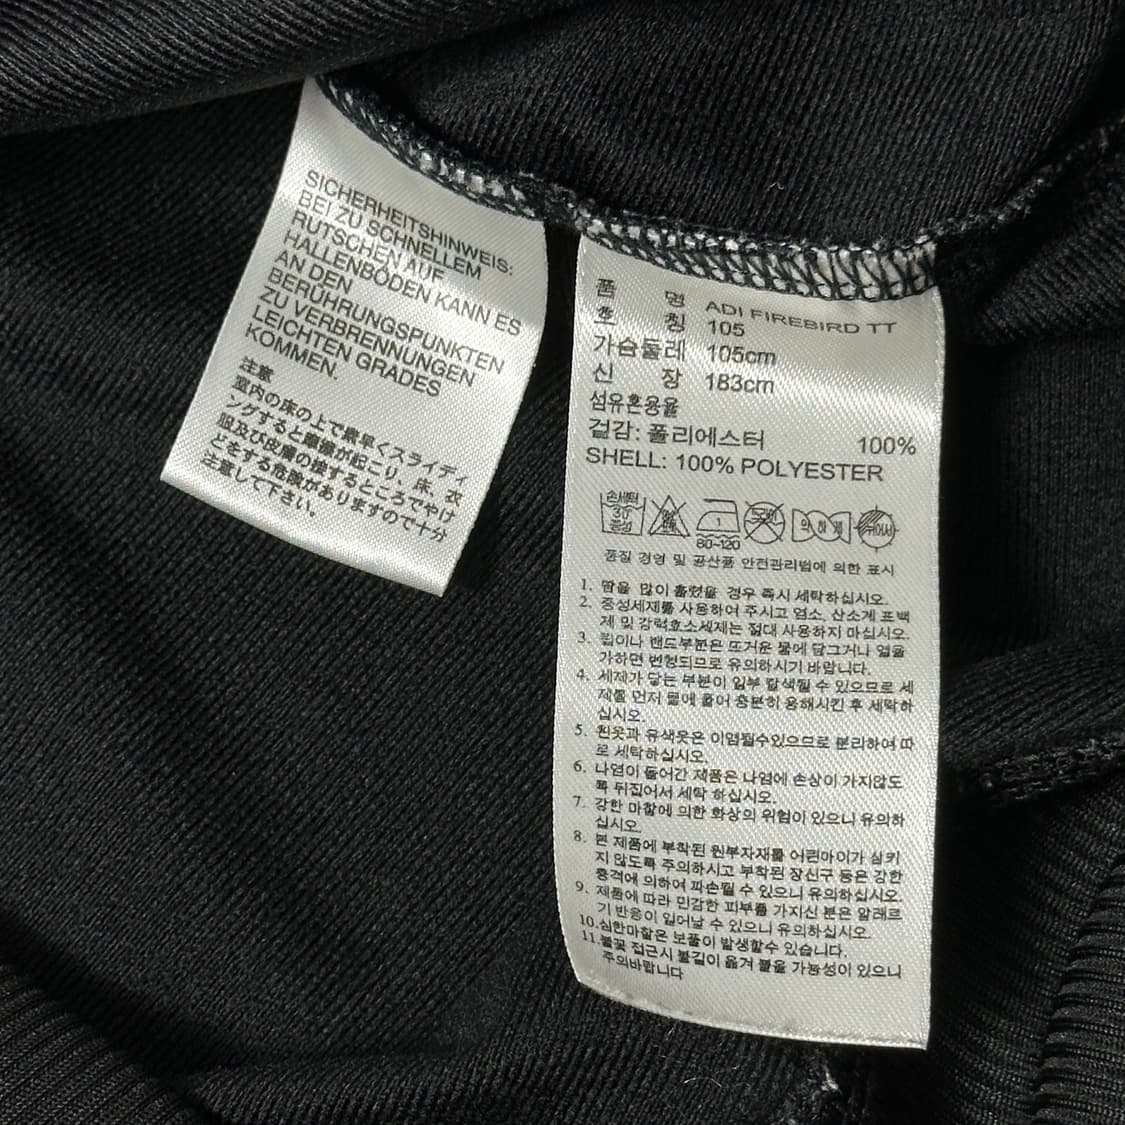 SICHERHEITSHINWEIS:
BEI ZU SCHNELLEM
RUTSCHEN AUF
HALLENBÖDEN KANN ES
AN DEN
BERÜHRUNGSPUNKTEN
ZU VERBRENNUNGEN
LEICHTEN GRADES
KOMMEN.
注意
室内の床の上で素早くスライディ
ングすると摩擦が起こり、床、衣
服及び皮膚の接するところでやけ
どをする危険がありますので十分
注意して下さい。
품 명 ADI FIREBIRD TT
호 칭 105
가슴둘레 105cm
신 장 183cm
섬유혼용율
겉감: 폴리에스터 100%
SHELL: 100% POLYESTER
손세탁
30
중성
1
80~120
품질 경영 및 공산품 안전관리법에 의한 표시
1. 땀을 많이 흘렸을 경우 즉시 세탁하십시오.
2. 중성세제를 사용하여 주시고 염소, 산소계 표백
제 및 강력효소세제는 절대 사용하지 마십시오.
3. 립이나 밴드부분은 뜨거운 물에 담그거나 열을
가하면 변형되므로 유의하시기 바랍니다.
4. 세제가 닿는 부분이 일부 탈색될 수 있으므로 세
제를 먼저 물에 풀어 충분히 용해시킨 후 세탁하
십시오.
5. 흰옷과 유색옷은 이염될수있으므로 분리하여 따
로 세탁하십시오.
6. 나염이 들어간 제품은 나염에 손상이 가지않도
록 뒤집어서 세탁 하십시오.
7. 강한 마찰에 의한 화상의 위험이 있으니 유의하
십시오.
8. 본 제품에 부착된 원부자재를 어린아이가 삼키
지 않도록 주의하시고 부착된 장신구 등은 강한
충격에 의하여 파손될 수 있으니 유의하십시오.
9. 제품에 따라 민감한 피부를 가지신 분은 알레르
기 반응이 일어날 수 있으니 유의하십시오.
10.심한마찰은 보풀이 발생할수 있습니다.
11.불꽃 접근시 불길이 옮겨 붙을 가능성이 있으니
주의바랍니다